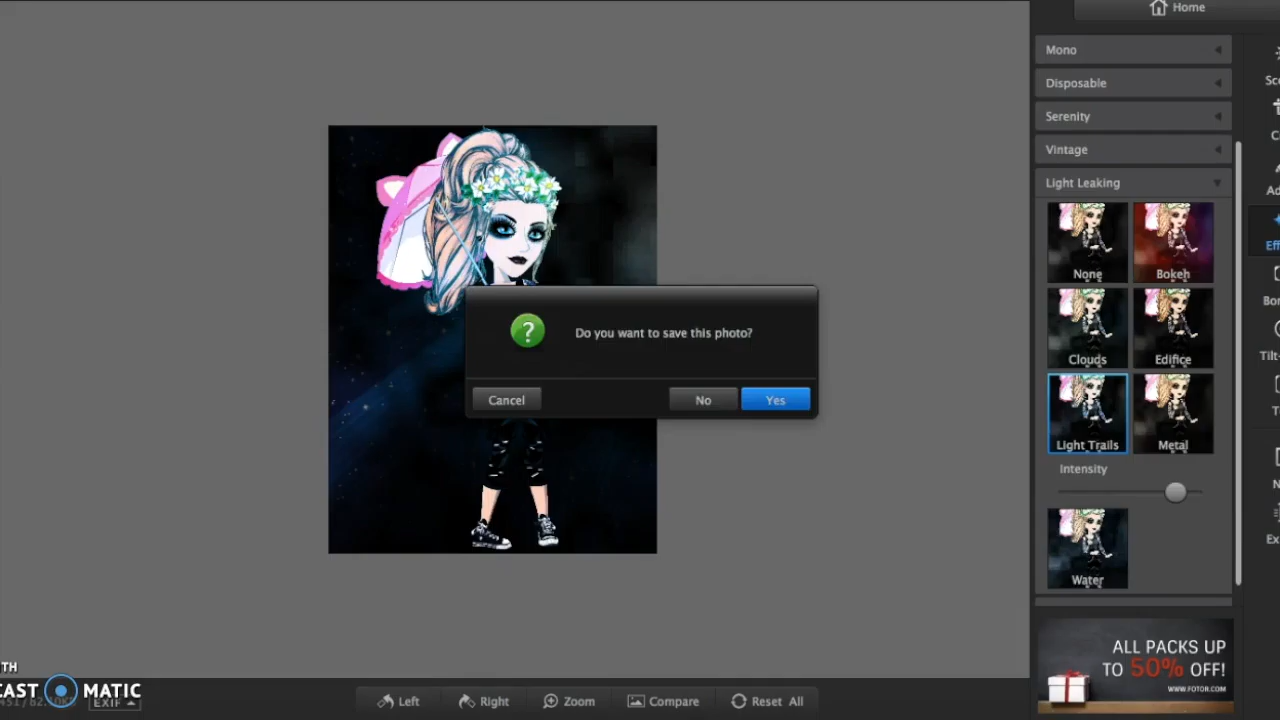 Home
Mono
Disposable
Serenity
Vintage
Light Leaking
None
Bokeh
Clouds
Edifice
Light Trails
Metal
Intensity
Water
Do you want to save this photo?
Cancel
No
Yes
ALL PACKS UP
TO 50% OFF!
WWW.FOTOR.COM
TH
CAST MATIC
EXIF
Left
Right
Zoom
Compare
Reset All